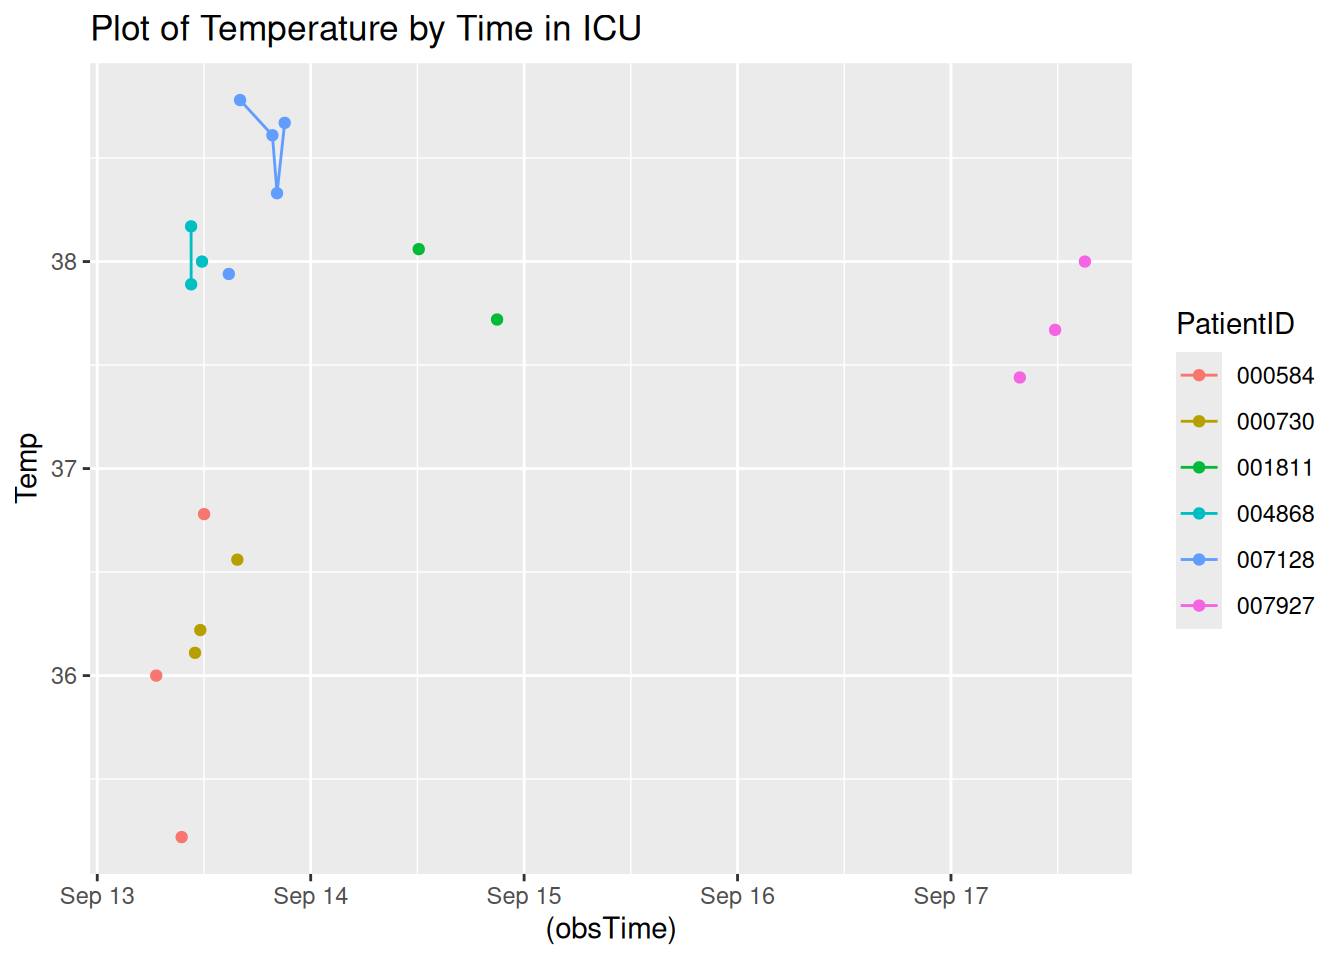 Plot of Temperature by Time in ICU
Temp
38
37
36
Sep 13
Sep 14
Sep 15
Sep 16
Sep 17
(obsTime)
PatientID
000584
000730
001811
004868
007128
007927